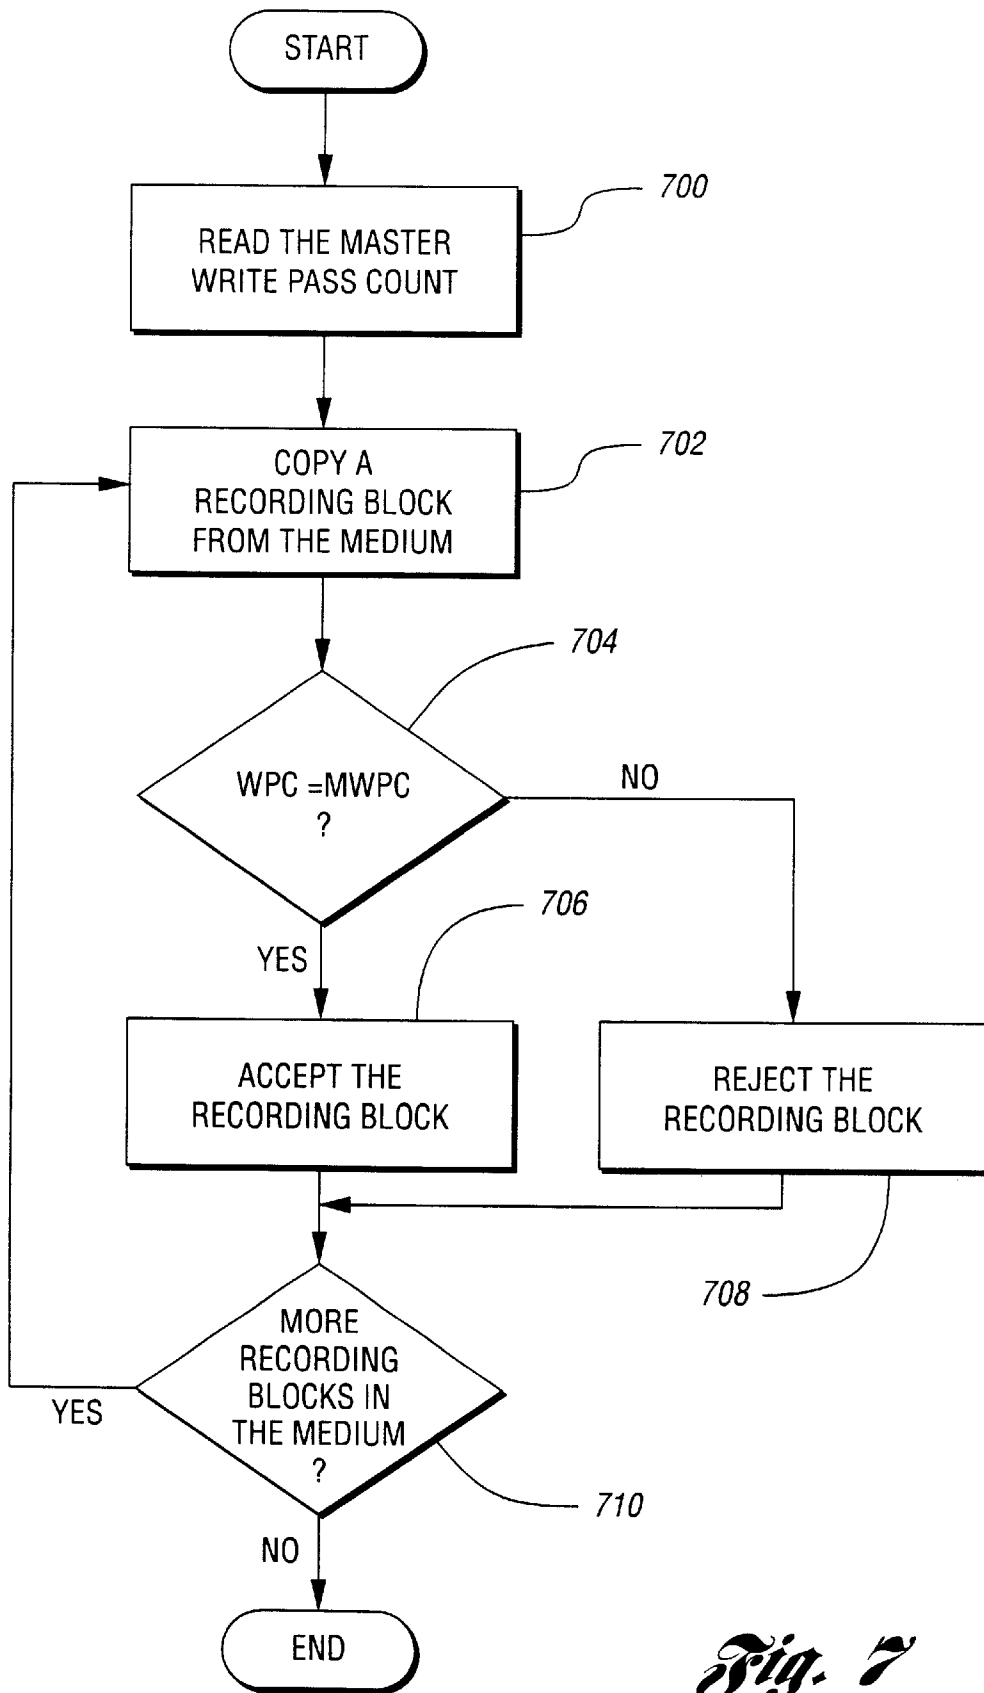 START
700
READ THE MASTER
WRITE PASS COUNT
702
COPY A
RECORDING BLOCK
FROM THE MEDIUM
704
WPC =MWPC
?
NO
706
YES
ACCEPT THE
RECORDING BLOCK
REJECT THE
RECORDING BLOCK
708
MORE
RECORDING
BLOCKS IN
THE MEDIUM
?
YES
710
NO
END
Fig. 7